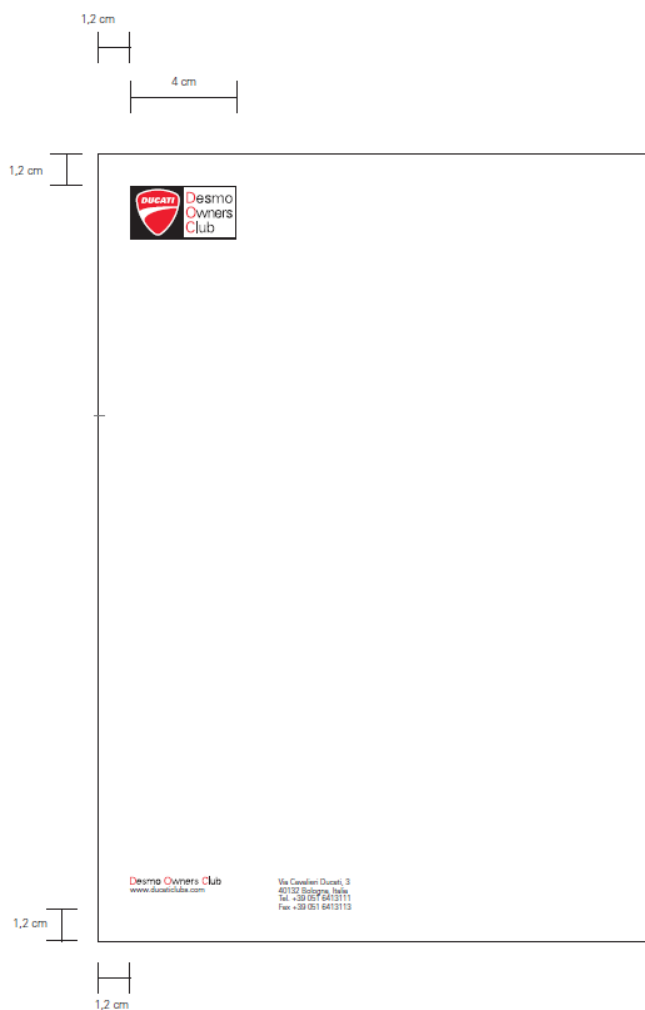 1,2 cm
4 cm
1,2 cm
DUCATI
Desmo
Owners
Club
Desmo Owners Club
www.ducaticlubs.com
Via Cavalieri Ducati, 3
40132 Bologna, Italia
Tel. +39 051 6413111
Fax +39 051 6413113
1,2 cm
1,2 cm